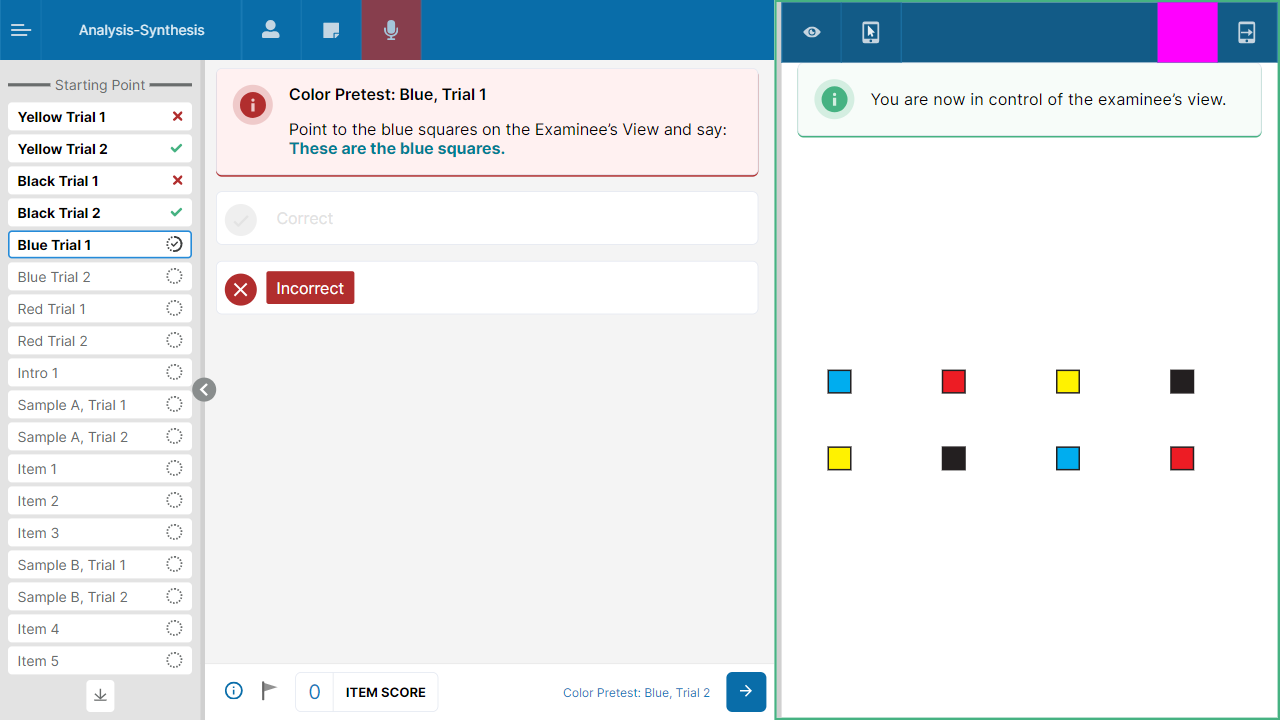 Analysis-Synthesis
Starting Point
Yellow Trial 1
Yellow Trial 2
Black Trial 1
Black Trial 2
Blue Trial 1
Blue Trial 2
Red Trial 1
Red Trial 2
Intro 1
Sample A, Trial 1
Sample A, Trial 2
Item 1
Item 2
Item 3
Sample B, Trial 1
Sample B, Trial 2
Item 4
Item 5
Color Pretest: Blue, Trial 1
Point to the blue squares on the Examinee’s View and say:
These are the blue squares.
Correct
Incorrect
0 ITEM SCORE
Color Pretest: Blue, Trial 2
You are now in control of the examinee’s view.